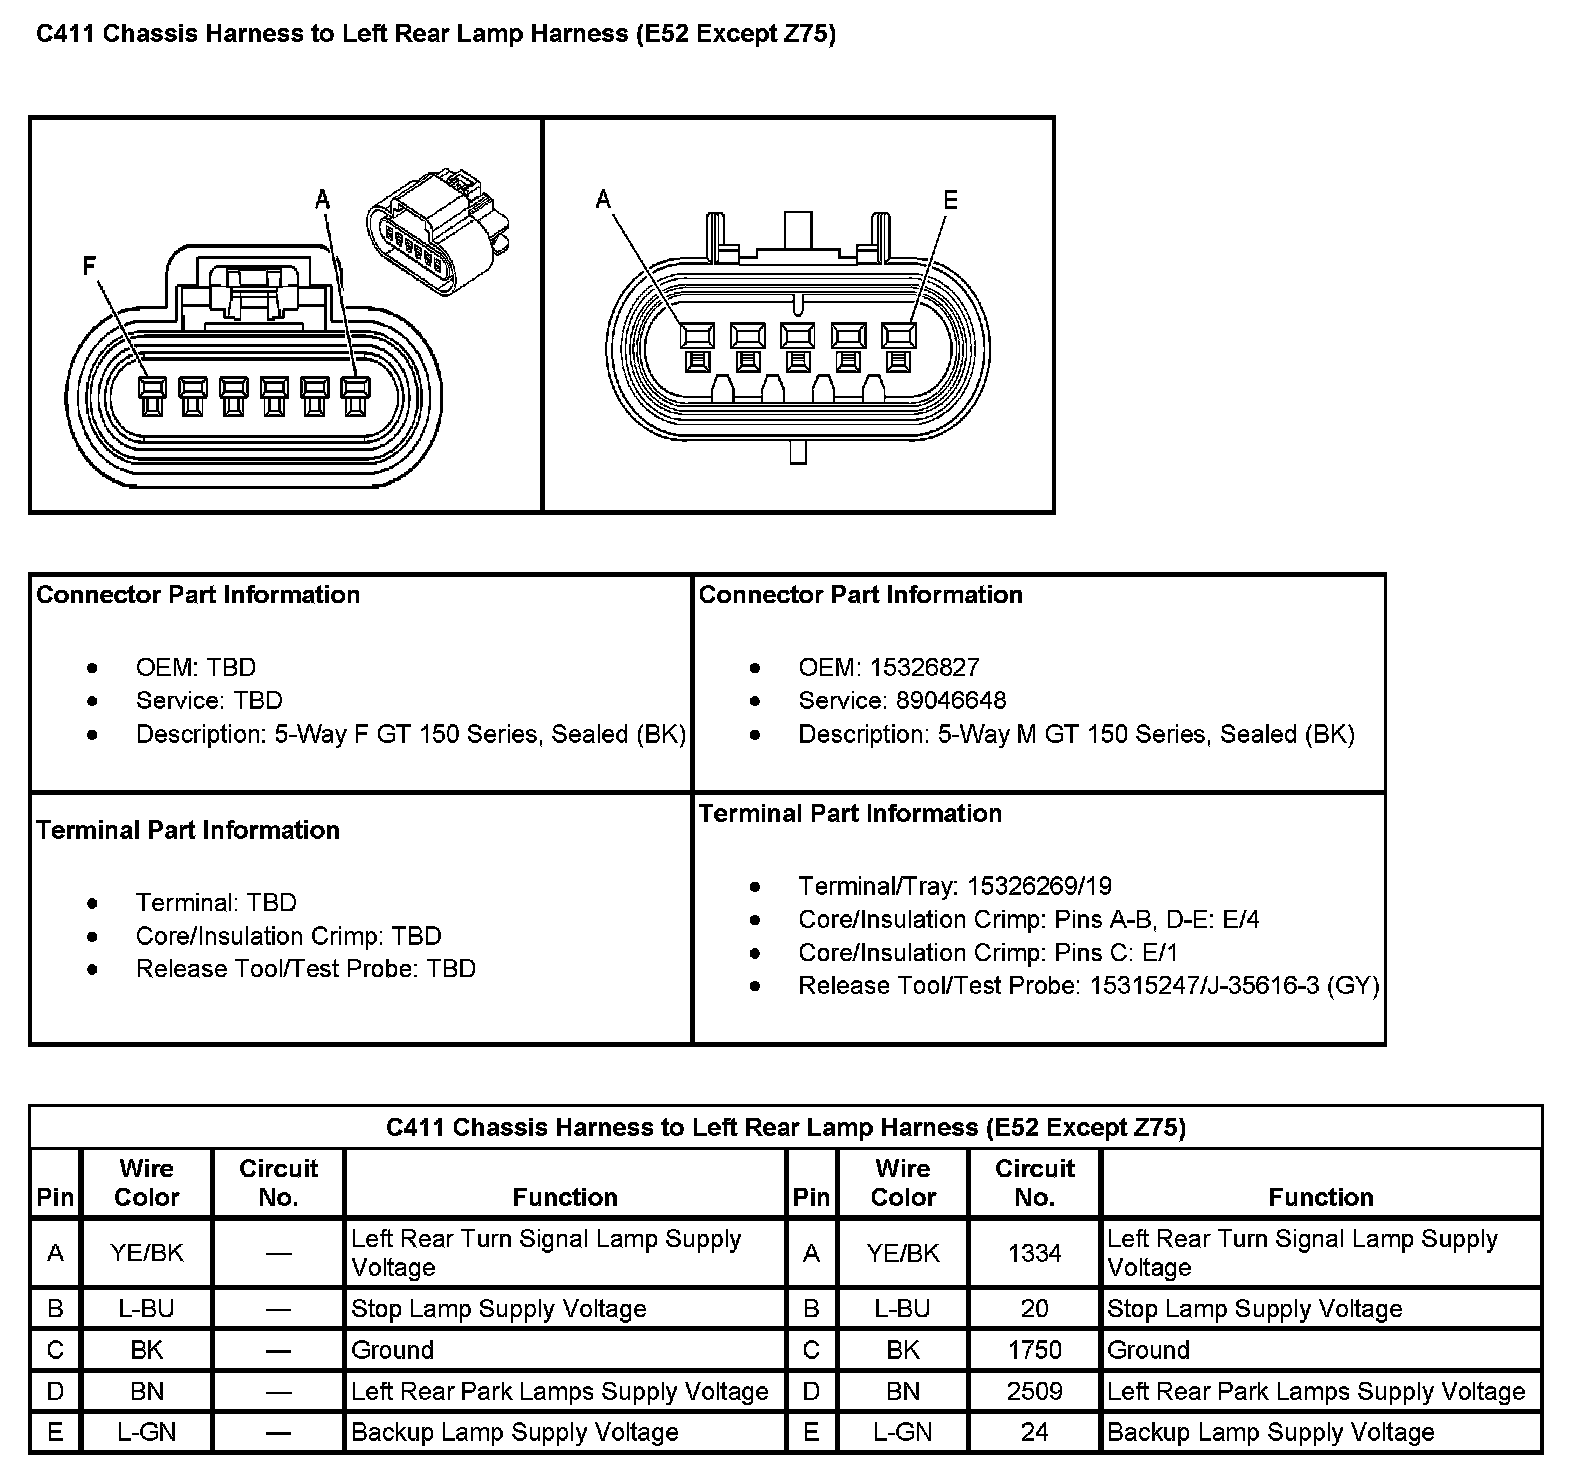 C411 Chassis Harness to Left Rear Lamp Harness (E52 Except Z75)
F
A
A
E
Connector Part Information
• OEM: TBD
• Service: TBD
• Description: 5-Way F GT 150 Series, Sealed (BK)
Connector Part Information
• OEM: 15326827
• Service: 89046648
• Description: 5-Way M GT 150 Series, Sealed (BK)
Terminal Part Information
• Terminal: TBD
• Core/Insulation Crimp: TBD
• Release Tool/Test Probe: TBD
Terminal Part Information
• Terminal/Tray: 15326269/19
• Core/Insulation Crimp: Pins A-B, D-E: E/4
• Core/Insulation Crimp: Pins C: E/1
• Release Tool/Test Probe: 15315247/J-35616-3 (GY)
C411 Chassis Harness to Left Rear Lamp Harness (E52 Except Z75)
Pin Wire Color Circuit No. Function Pin Wire Color Circuit No. Function
A YE/BK — Left Rear Turn Signal Lamp Supply Voltage A YE/BK 1334 Left Rear Turn Signal Lamp Supply Voltage
B L-BU — Stop Lamp Supply Voltage B L-BU 20 Stop Lamp Supply Voltage
C BK — Ground C BK 1750 Ground
D BN — Left Rear Park Lamps Supply Voltage D BN 2509 Left Rear Park Lamps Supply Voltage
E L-GN — Backup Lamp Supply Voltage E L-GN 24 Backup Lamp Supply Voltage